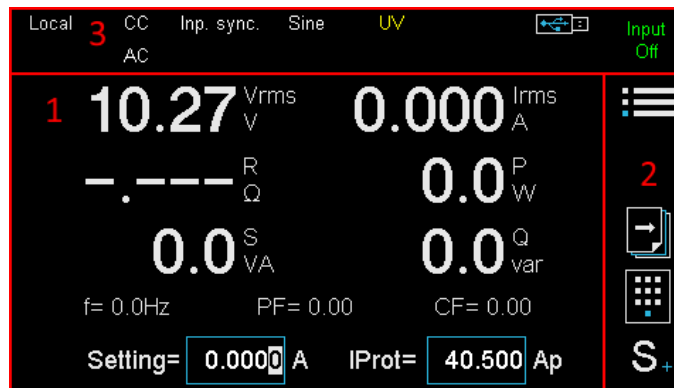 Local 3 CC Inp. sync. Sine UV Input
AC Off
1 10.27 Vrms V 0.000 Irms A
-.--- R Ω 0.0 P W 2
0.0 S VA 0.0 Q var
f= 0.0Hz PF= 0.00 CF= 0.00
Setting= 0.0000 A IProt= 40.500 Ap S+